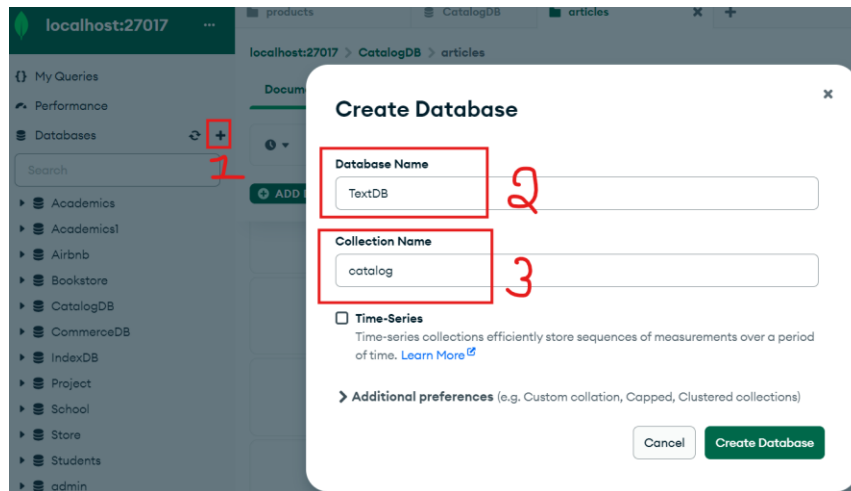 localhost:27017 ...
products
CatalogDB
articles
localhost:27017 > CatalogDB > articles
{} My Queries
Performance
Databases
1
Search
Academics
Academics1
Airbnb
Bookstore
CatalogDB
CommerceDB
IndexDB
Project
School
Store
Students
admin
Docum
ADD
Create Database
Database Name
TextDB
2
Collection Name
catalog
3
Time-Series
Time-series collections efficiently store sequences of measurements over a period
of time. Learn More
Additional preferences (e.g. Custom collation, Capped, Clustered collections)
Cancel
Create Database